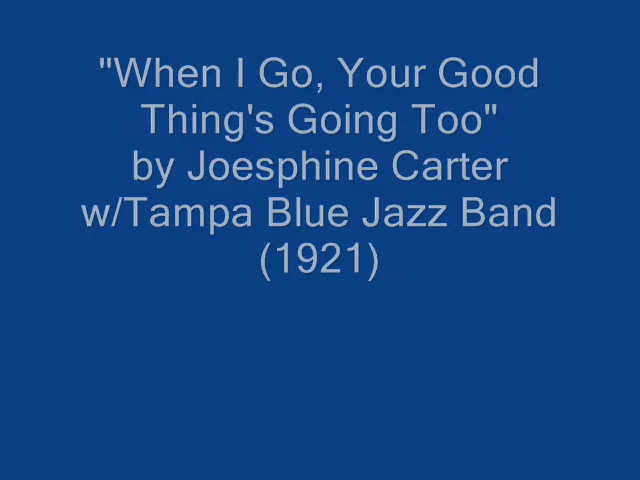 "When I Go, Your Good
Thing's Going Too"
by Joesphine Carter
w/Tampa Blue Jazz Band
(1921)